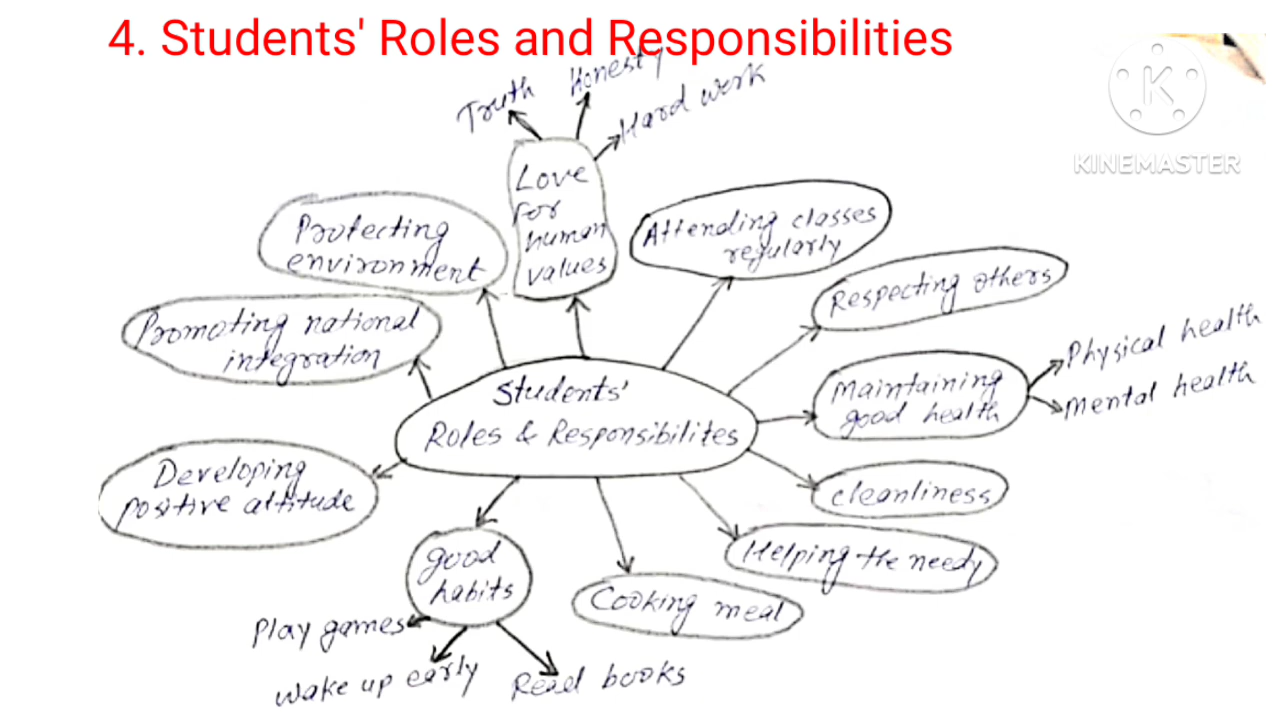 4. Students' Roles and Responsibilities
KINEMASTER
Truth
Honesty
Hard work
Love
For
human
values
Protecting
environment
Attending classes
regularly
Respecting others
Promoting national
integration
Physical health
Maintaining
good health
Mental health
Students'
Roles & Responsibilites
Developing
positive attitude
cleanliness
Helping the needy
good
habits
Cooking meal
Play games
Wake up early
Read books